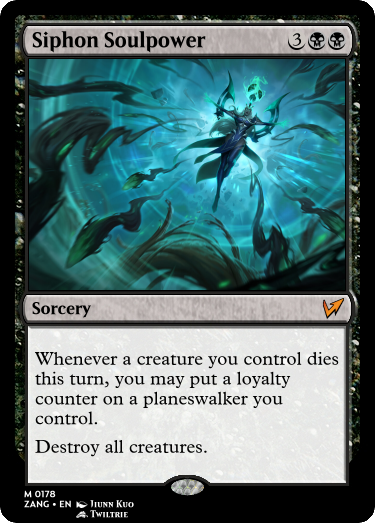 Siphon Soulpower 3
Sorcery
Whenever a creature you control dies
this turn, you may put a loyalty
counter on a planeswalker you
control.
Destroy all creatures.
M 0178
ZANG • EN Jiunn Kuo
Twiltrie